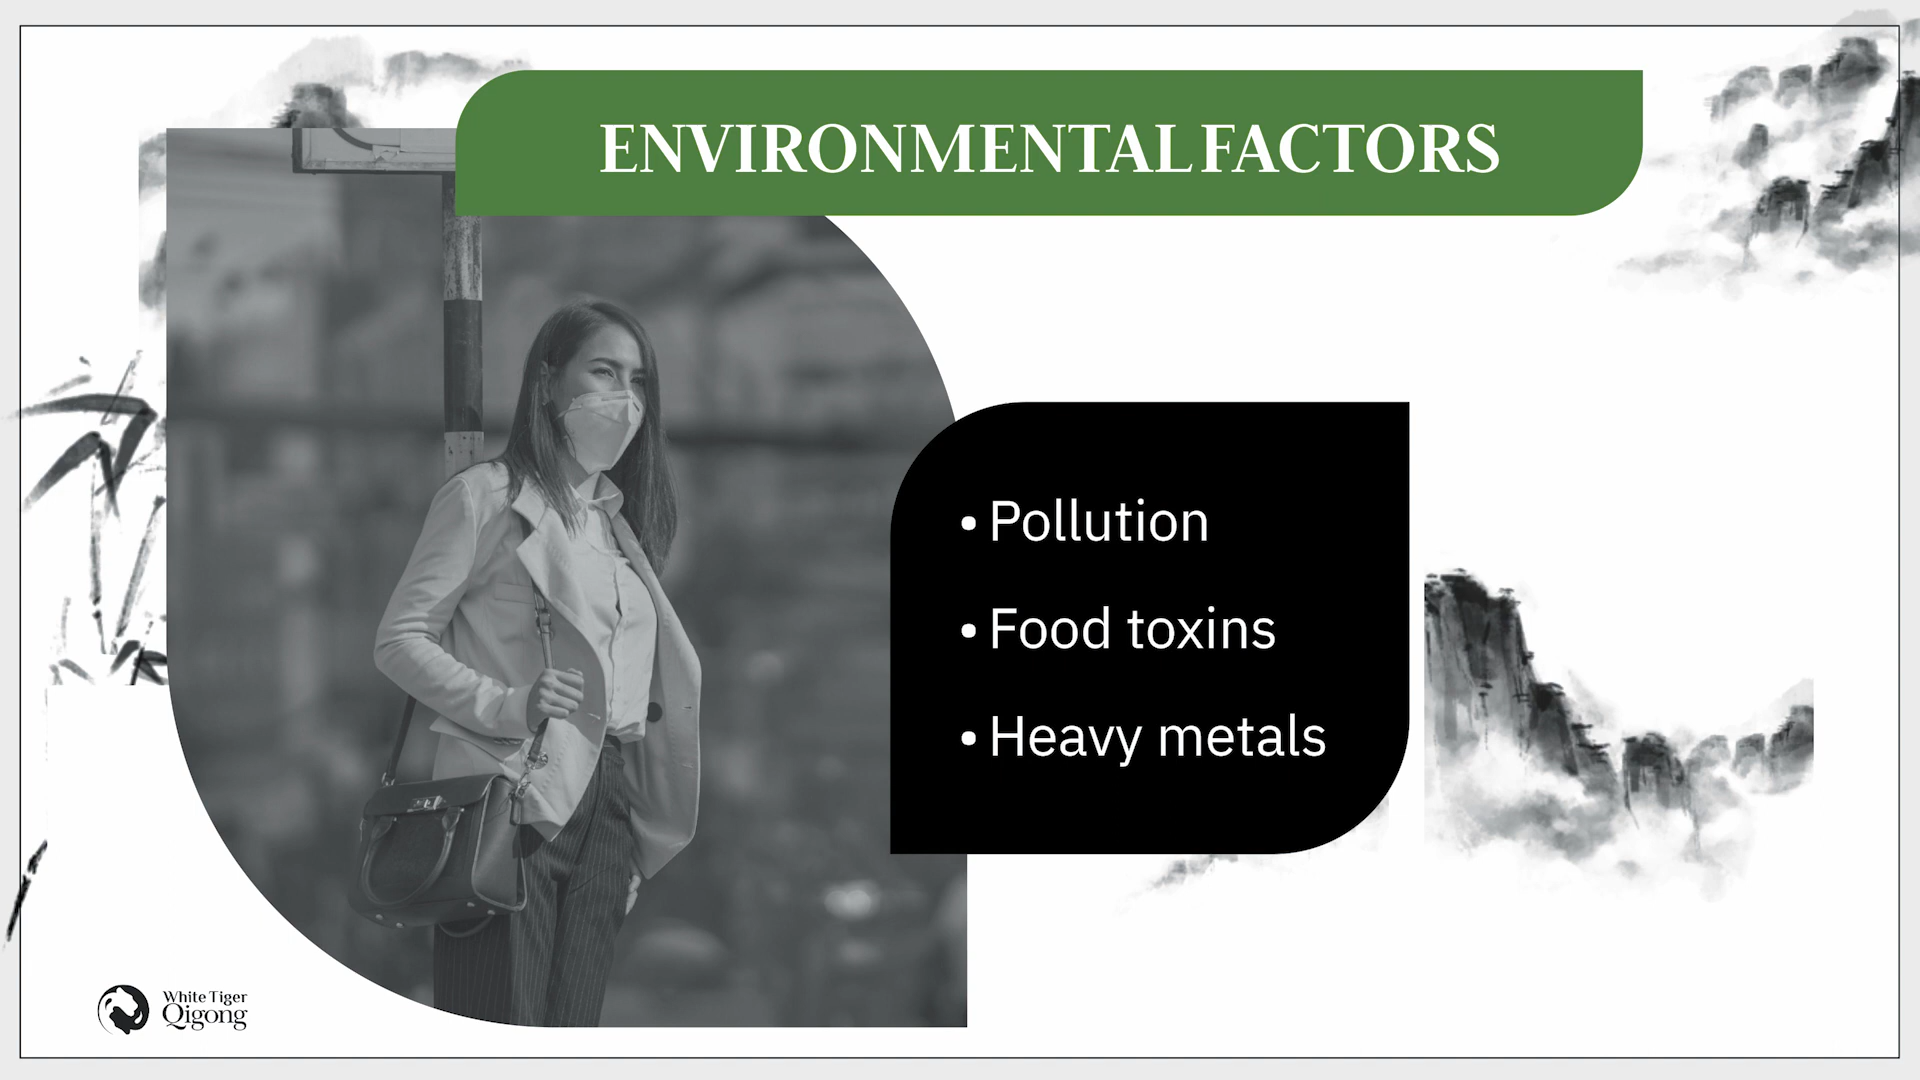 ENVIRONMENTAL FACTORS
• Pollution
• Food toxins
• Heavy metals
White Tiger
Qigong